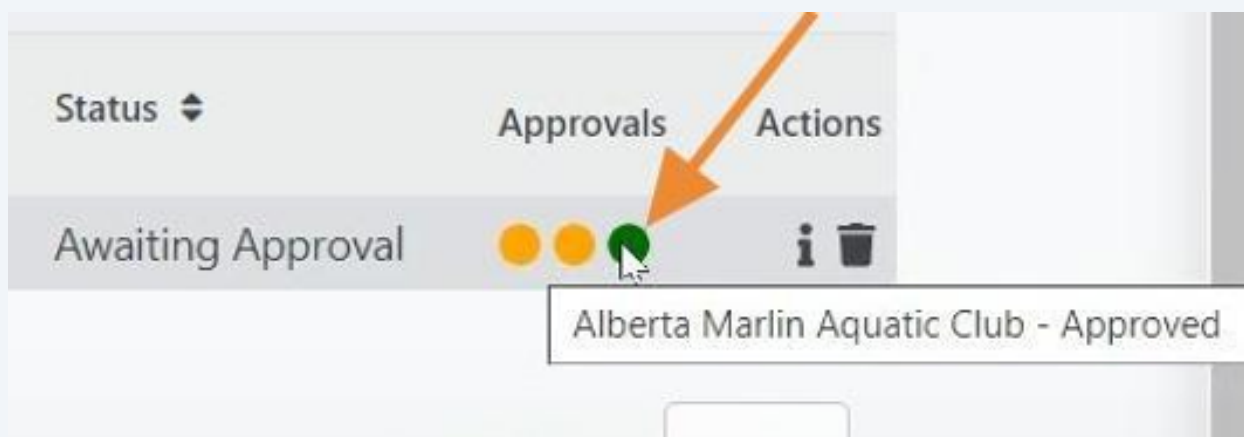 Status
Approvals
Actions
Awaiting Approval
Alberta Marlin Aquatic Club - Approved